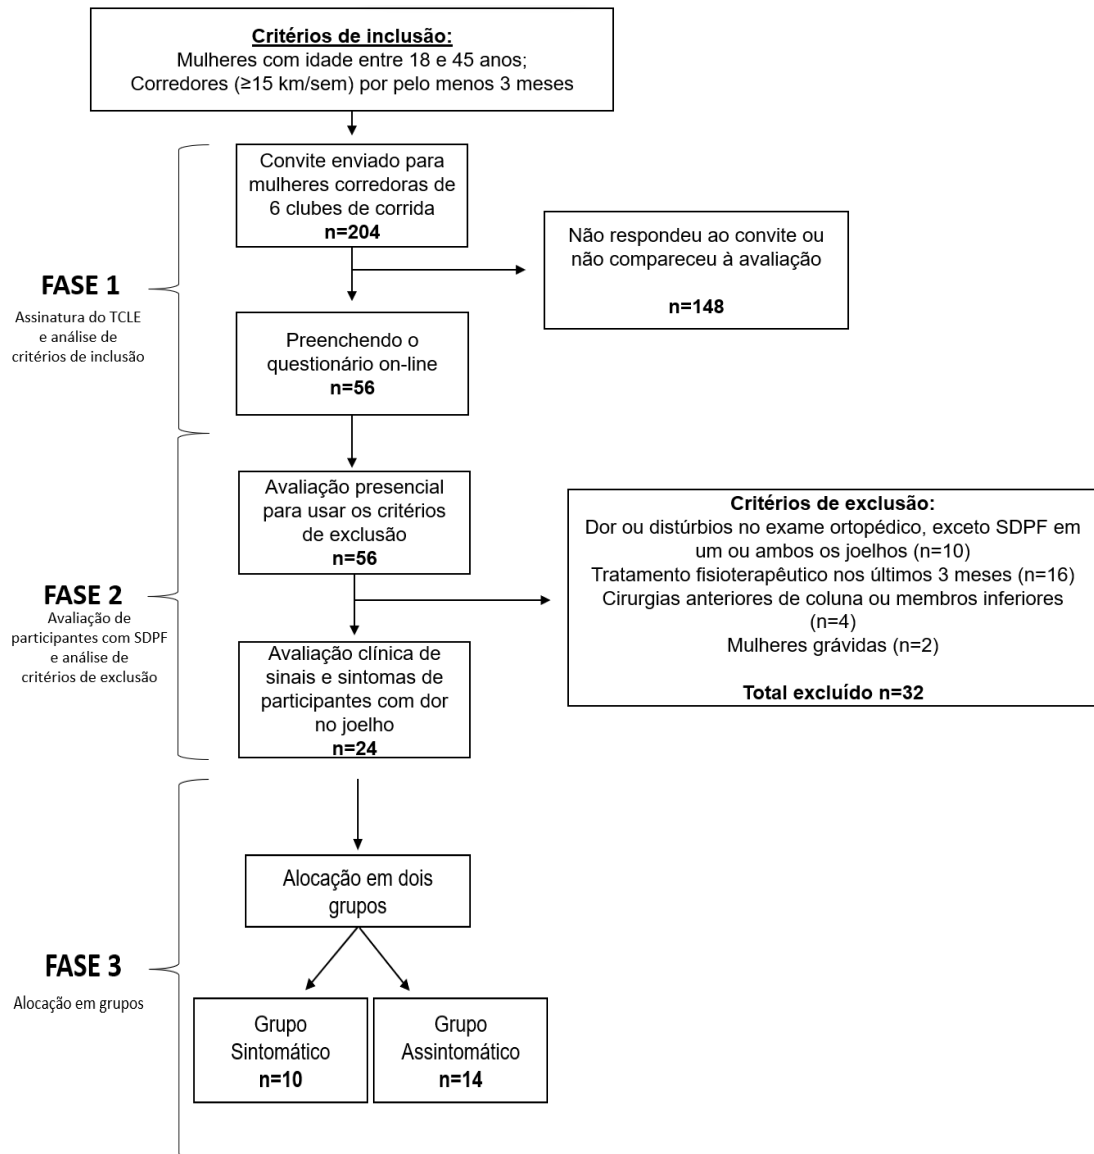 Critérios de inclusão:
Mulheres com idade entre 18 e 45 anos;
Corredores (≥15 km/sem) por pelo menos 3 meses
Convite enviado para
mulheres corredoras de
6 clubes de corrida
n=204
Não respondeu ao convite ou
não compareceu à avaliação
n=148
FASE 1
Assinatura do TCLE
e análise de
critérios de inclusão
Preenchendo o
questionário on-line
n=56
Avaliação presencial
para usar os critérios
de exclusão
n=56
Critérios de exclusão:
Dor ou distúrbios no exame ortopédico, exceto SDPF em
um ou ambos os joelhos (n=10)
Tratamento fisioterapêutico nos últimos 3 meses (n=16)
Cirurgias anteriores de coluna ou membros inferiores
(n=4)
Mulheres grávidas (n=2)
Total excluído n=32
FASE 2
Avaliação de
participantes com SDPF
e análise de
critérios de exclusão
Avaliação clínica de
sinais e sintomas de
participantes com dor
no joelho
n=24
Alocação em dois
grupos
FASE 3
Alocação em grupos
Grupo
Sintomático
n=10
Grupo
Assintomático
n=14